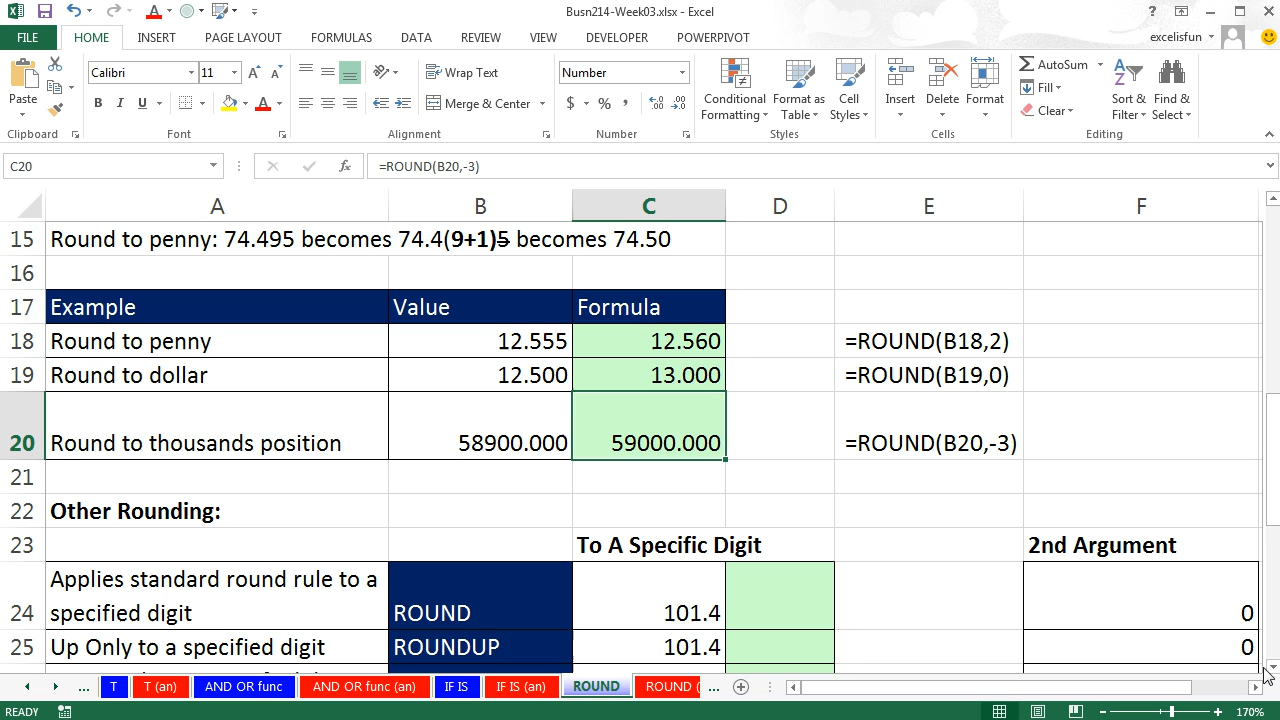 Busn214-Week03.xlsx - Excel
FILE HOME INSERT PAGE LAYOUT FORMULAS DATA REVIEW VIEW DEVELOPER POWERPIVOT excelisfun
Paste Calibri 11 Wrap Text Number Conditional Formatting Format as Table Cell Styles Insert Delete Format AutoSum Sort & Filter Find & Select
B I U Merge & Center $ % , Fill
Clear
Clipboard Font Alignment Number Styles Cells Editing
C20 =ROUND(B20,-3)
A B C D E F
15 Round to penny: 74.495 becomes 74.4(9+1)5 becomes 74.50
16
17 Example Value Formula
18 Round to penny 12.555 12.560 =ROUND(B18,2)
19 Round to dollar 12.500 13.000 =ROUND(B19,0)
20 Round to thousands position 58900.000 59000.000 =ROUND(B20,-3)
21
22 Other Rounding:
23 To A Specific Digit 2nd Argument
24 Applies standard round rule to a specified digit ROUND 101.4 0
25 Up Only to a specified digit ROUNDUP 101.4 0
... T T (an) AND OR func AND OR func (an) IF IS IF IS (an) ROUND ROUND ( ...
READY 170%